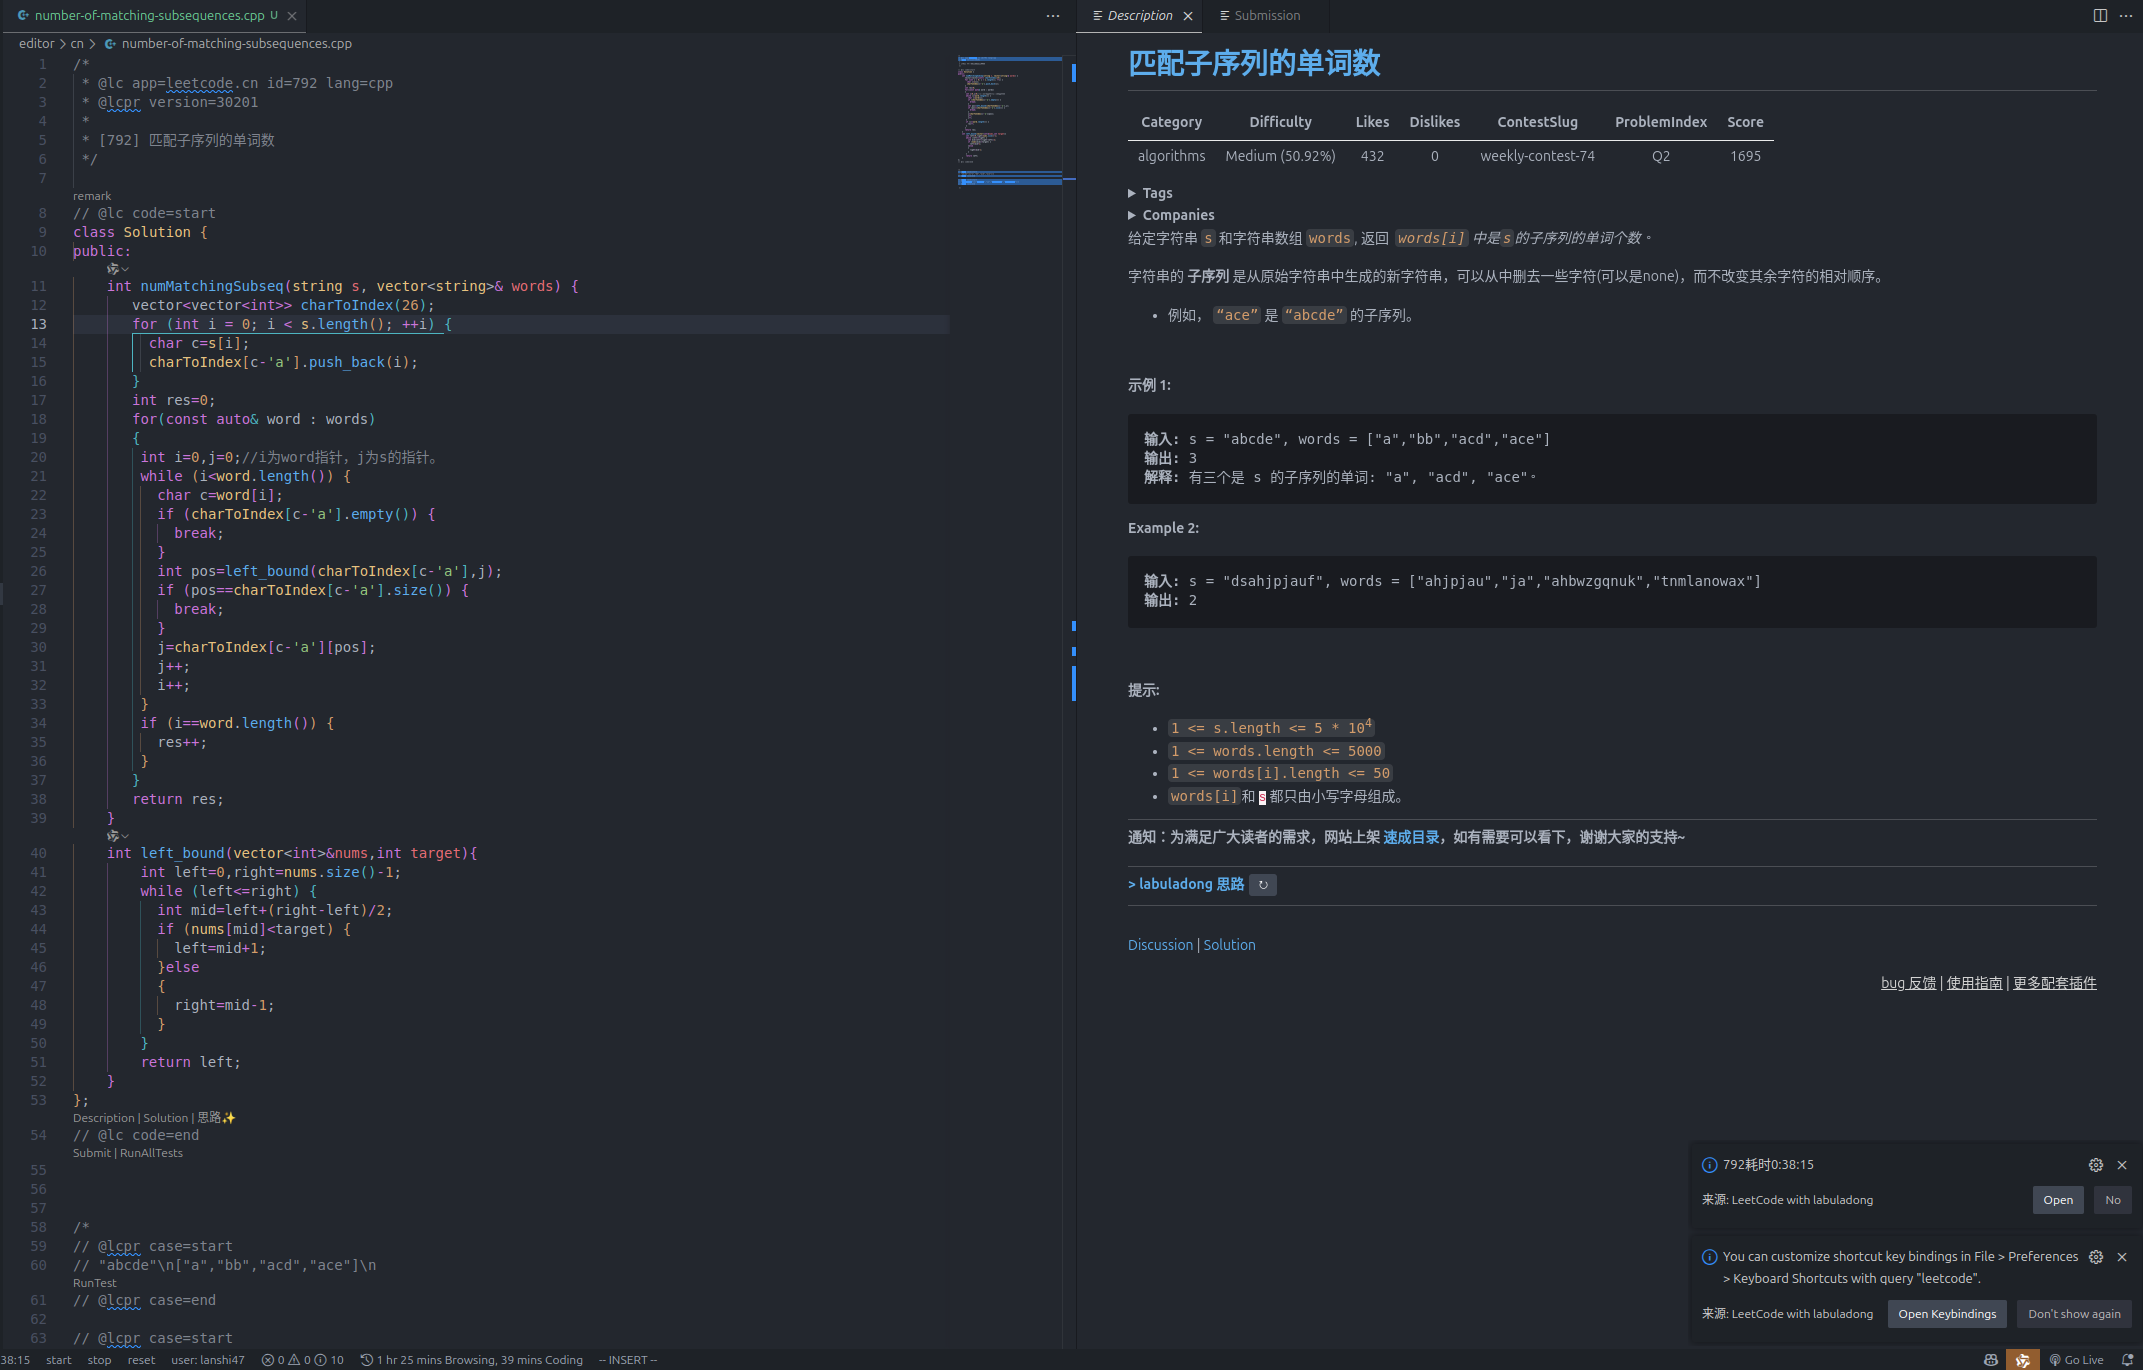 number-of-matching-subsequences.cpp U
editor > cn > number-of-matching-subsequences.cpp
1 /*
2 * @lc app=leetcode.cn id=792 lang=cpp
3 * @lcpr version=30201
4 *
5 * [792] 匹配子序列的单词数
6 */
7
remark
8 // @lc code=start
9 class Solution {
10 public:
11 int numMatchingSubseq(string s, vector<string>& words) {
12 vector<vector<int>> charToIndex(26);
13 for (int i = 0; i < s.length(); ++i) {
14 char c=s[i];
15 charToIndex[c-'a'].push_back(i);
16 }
17 int res=0;
18 for(const auto& word : words)
19 {
20 int i=0,j=0;//i为word指针，j为s的指针。
21 while (i<word.length()) {
22 char c=word[i];
23 if (charToIndex[c-'a'].empty()) {
24 break;
25 }
26 int pos=left_bound(charToIndex[c-'a'],j);
27 if (pos==charToIndex[c-'a'].size()) {
28 break;
29 }
30 j=charToIndex[c-'a'][pos];
31 j++;
32 i++;
33 }
34 if (i==word.length()) {
35 res++;
36 }
37 }
38 return res;
39 }
40 int left_bound(vector<int>&nums,int target){
41 int left=0,right=nums.size()-1;
42 while (left<=right) {
43 int mid=left+(right-left)/2;
44 if (nums[mid]<target) {
45 left=mid+1;
46 }else
47 {
48 right=mid-1;
49 }
50 }
51 return left;
52 }
53 };
Description | Solution | 思路✨
54 // @lc code=end
Submit | RunAllTests
55
56
57
58 /*
59 // @lcpr case=start
60 // "abcde"\n["a","bb","acd","ace"]\n
RunTest
61 // @lcpr case=end
62
63 // @lcpr case=start
Description
Submission
匹配子序列的单词数
Category Difficulty Likes Dislikes ContestSlug ProblemIndex Score
algorithms Medium (50.92%) 432 0 weekly-contest-74 Q2 1695
▶ Tags
▶ Companies
给定字符串 s 和字符串数组 words, 返回 words[i] 中是s的子序列的单词个数 。
字符串的 子序列 是从原始字符串中生成的新字符串，可以从中删去一些字符(可以是none)，而不改变其余字符的相对顺序。
• 例如， “ace” 是 “abcde” 的子序列。
示例 1:
输入: s = "abcde", words = ["a","bb","acd","ace"]
输出: 3
解释: 有三个是 s 的子序列的单词: "a", "acd", "ace"。
Example 2:
输入: s = "dsahjpjauf", words = ["ahjpjau","ja","ahbwzgqnuk","tnmlanowax"]
输出: 2
提示:
• 1 <= s.length <= 5 * 10⁴
• 1 <= words.length <= 5000
• 1 <= words[i].length <= 50
• words[i]和 s 都只由小写字母组成。
通知：为满足广大读者的需求，网站上架 速成目录，如有需要可以看下，谢谢大家的支持~
> labuladong 思路 ↻
Discussion | Solution
bug 反馈 | 使用指南 | 更多配套插件
792耗时0:38:15
来源: LeetCode with labuladong Open No
You can customize shortcut key bindings in File > Preferences
> Keyboard Shortcuts with query "leetcode".
来源: LeetCode with labuladong Open Keybindings Don't show again
38:15 start stop reset user: lanshi47 0 0 10 1 hr 25 mins Browsing, 39 mins Coding -- INSERT -- Go Live